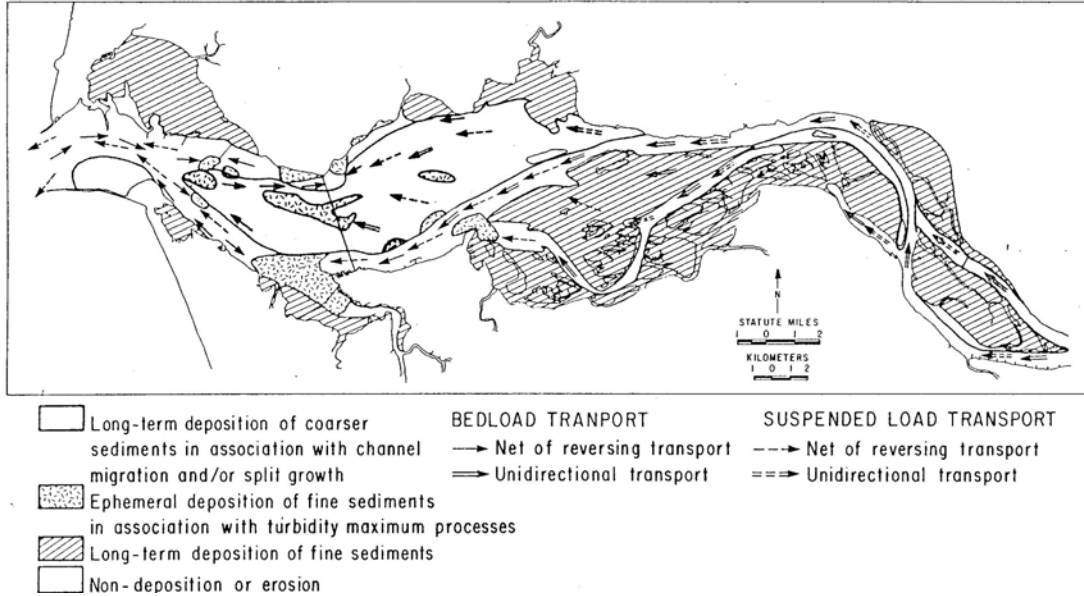 N
STATUTE MILES
1 0 1 2
KILOMETERS
1 0 1 2
Long-term deposition of coarser
sediments in association with channel
migration and/or split growth
Ephemeral deposition of fine sediments
in association with turbidity maximum processes
Long-term deposition of fine sediments
Non-deposition or erosion
BEDLOAD TRANPORT
Net of reversing transport
Unidirectional transport
SUSPENDED LOAD TRANSPORT
Net of reversing transport
Unidirectional transport